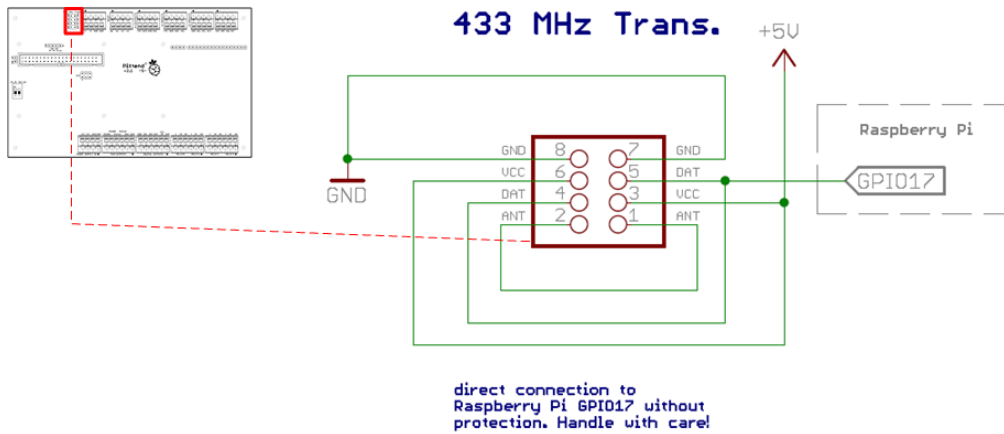 433 MHz Trans.
+5V
Raspberry Pi
GND 8 7 GND
VCC 6 5 DAT
GPIO17
DAT 4 3 VCC
GND
ANT 2 1 ANT
direct connection to
Raspberry Pi GPIO17 without
protection. Handle with care!